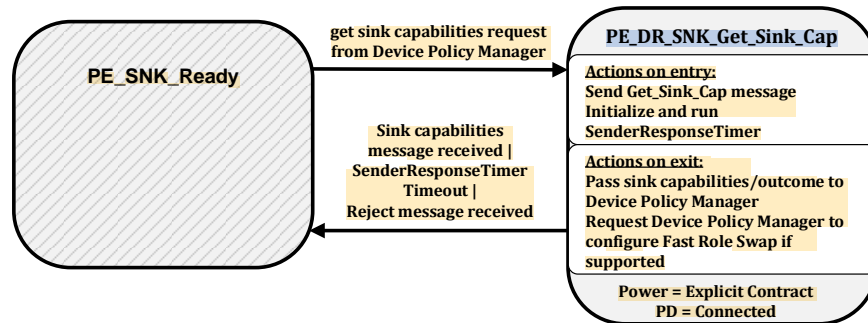 PE_SNK_Ready
get sink capabilities request
from Device Policy Manager
Sink capabilities
message received |
SenderResponseTimer
Timeout |
Reject message received
PE_DR_SNK_Get_Sink_Cap
Actions on entry:
Send Get_Sink_Cap message
Initialize and run
SenderResponseTimer
Actions on exit:
Pass sink capabilities/outcome to
Device Policy Manager
Request Device Policy Manager to
configure Fast Role Swap if
supported
Power = Explicit Contract
PD = Connected